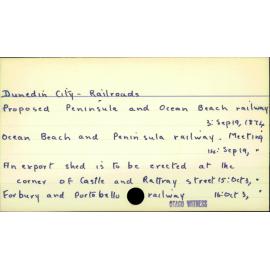 Dunedin City - Railroads
Proposed Peninsula and Ocean Beach railway
3: Sep 19, 1874
Ocean Beach and Peninsula railway. Meeting
14: Sep 19, "
An export shed is to be erected at the
corner of Castle and Rattray street 15: Oct 3, "
Forbury and Portobello railway 16: Oct 3, "
OTAGO WITNESS